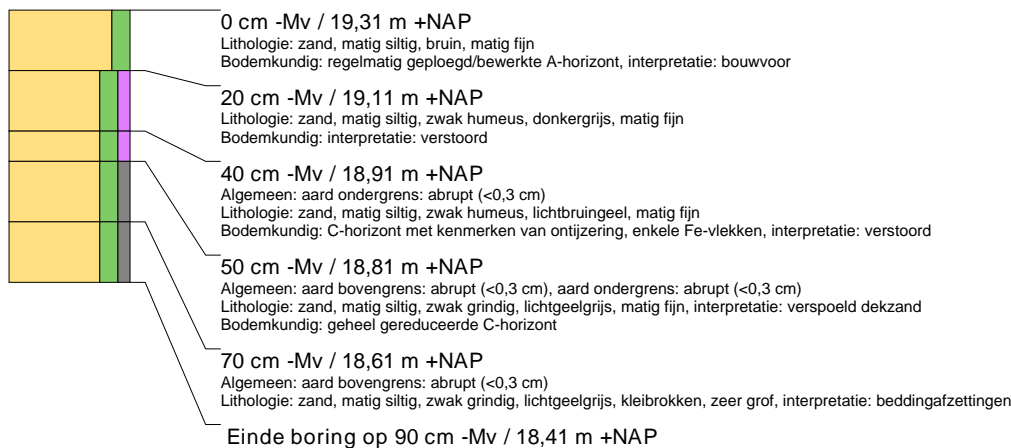 0 cm -Mv / 19,31 m +NAP
Lithologie: zand, matig siltig, bruin, matig fijn
Bodemkundig: regelmatig geploegd/bewerkte A-horizont, interpretatie: bouwvoor
20 cm -Mv / 19,11 m +NAP
Lithologie: zand, matig siltig, zwak humeus, donkergrijs, matig fijn
Bodemkundig: interpretatie: verstoord
40 cm -Mv / 18,91 m +NAP
Algemeen: aard ondergrens: abrupt (<0,3 cm)
Lithologie: zand, matig siltig, zwak humeus, lichtbruingeel, matig fijn
Bodemkundig: C-horizont met kenmerken van ontijzering, enkele Fe-vlekken, interpretatie: verstoord
50 cm -Mv / 18,81 m +NAP
Algemeen: aard bovengrens: abrupt (<0,3 cm), aard ondergrens: abrupt (<0,3 cm)
Lithologie: zand, matig siltig, zwak grindig, lichtgeelgrijs, matig fijn, interpretatie: verspoeld dekzand
Bodemkundig: geheel gereduceerde C-horizont
70 cm -Mv / 18,61 m +NAP
Algemeen: aard bovengrens: abrupt (<0,3 cm)
Lithologie: zand, matig siltig, zwak grindig, lichtgeelgrijs, kleibrokken, zeer grof, interpretatie: beddingafzettingen
Einde boring op 90 cm -Mv / 18,41 m +NAP